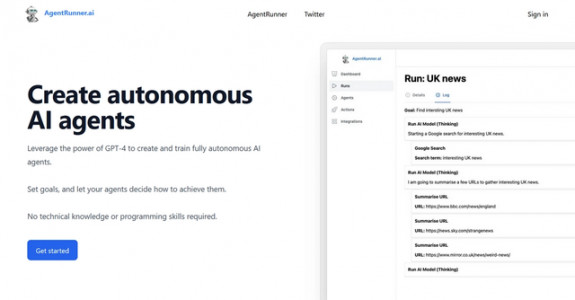 AgentRunner.ai
AgentRunner
Twitter
Sign in
Create autonomous
AI agents
Leverage the power of GPT-4 to create and train fully autonomous AI
agents.
Set goals, and let your agents decide how to achieve them.
No technical knowledge or programming skills required.
Get started
AgentRunner.ai
Dashboard
Runs
Agents
Actions
Integrations
Run: UK news
Details
Log
Goal: Find intersting UK news.
Run AI Model (Thinking)
Starting a Google search for interesting UK news.
Google Search
Search term: interesting UK news
Run AI Model (Thinking)
I am going to summarise a few URLs to gather interesting UK news.
Summarise URL
URL: https://www.bbc.com/news/england
Summarise URL
URL: https://news.sky.com/strangenews
Summarise URL
URL: https://www.mirror.co.uk/news/weird-news/
Run AI Model (Thinking)